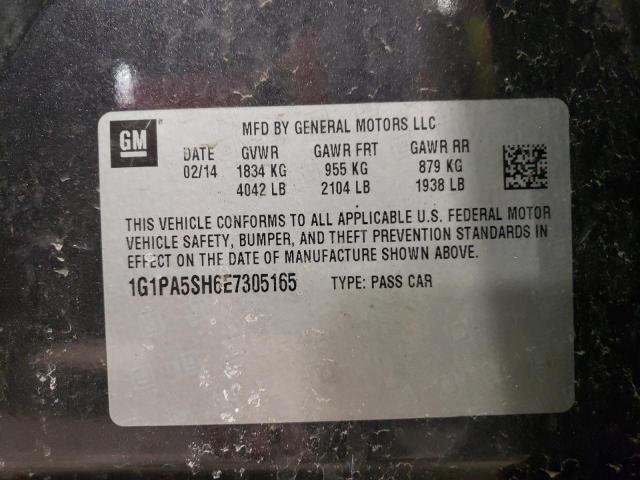 GM
MFD BY GENERAL MOTORS LLC
DATE GVWR GAWR FRT GAWR RR
02/14 1834 KG 955 KG 879 KG
4042 LB 2104 LB 1938 LB
THIS VEHICLE CONFORMS TO ALL APPLICABLE U.S. FEDERAL MOTOR
VEHICLE SAFETY, BUMPER, AND THEFT PREVENTION STANDARDS IN
EFFECT ON THE DATE OF MANUFACTURE SHOWN ABOVE.
1G1PA5SH6E7305165 TYPE: PASS CAR